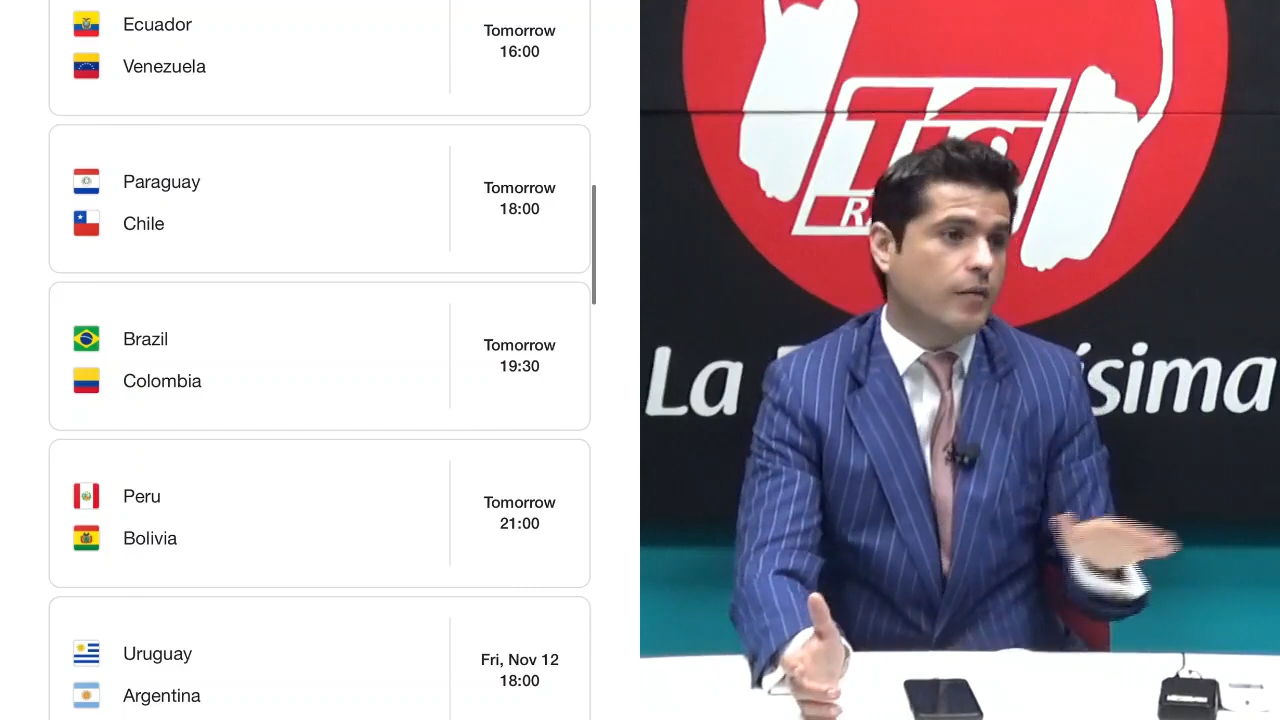 Ecuador
Venezuela
Tomorrow
16:00
Paraguay
Chile
Tomorrow
18:00
Brazil
Colombia
Tomorrow
19:30
Peru
Bolivia
Tomorrow
21:00
Uruguay
Argentina
Fri, Nov 12
18:00
La
ísima